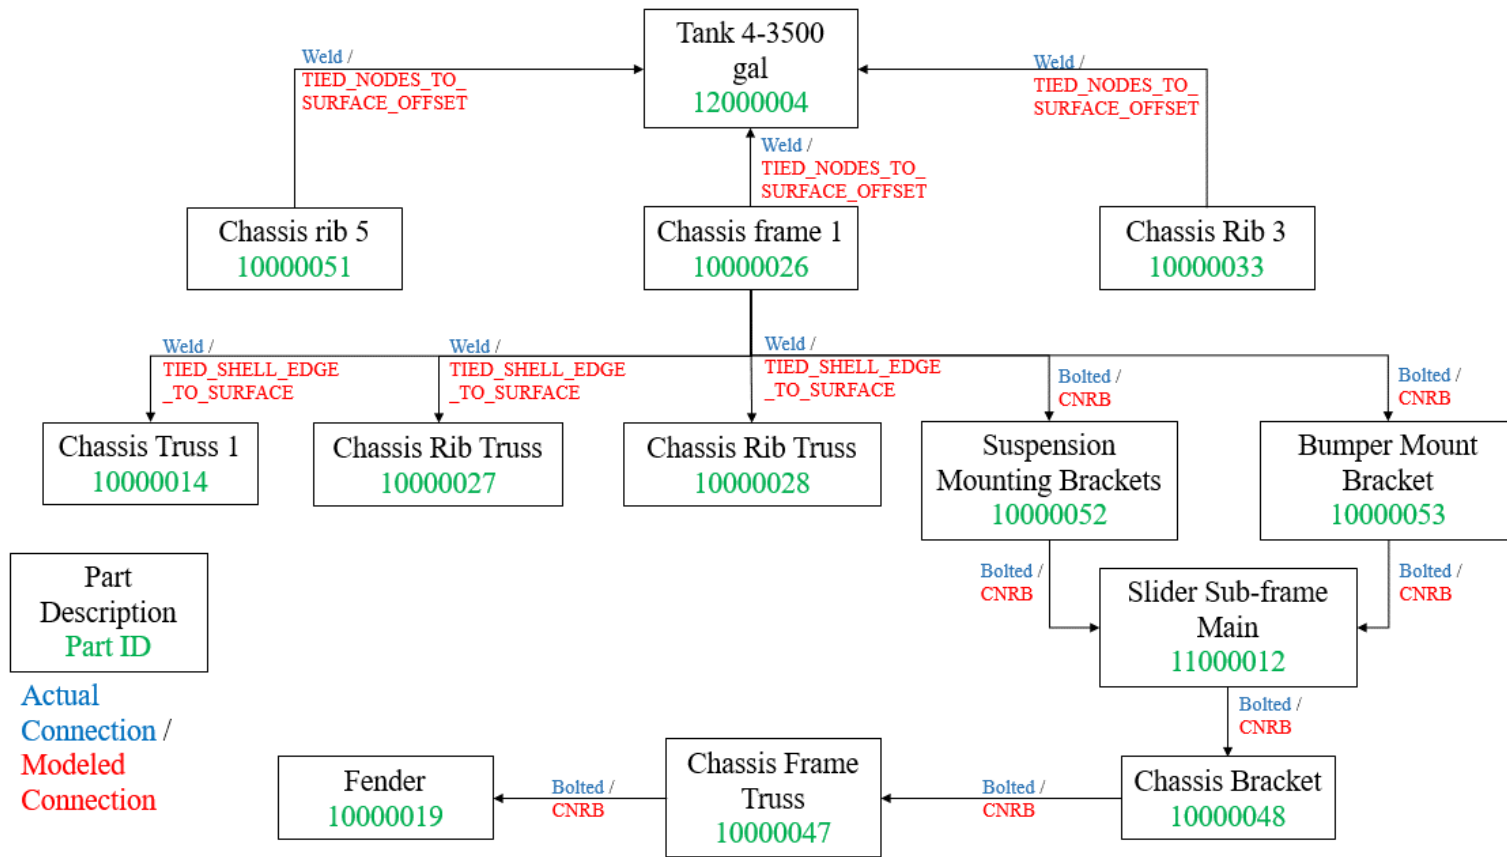 Tank 4-3500
gal
12000004
Weld /
TIED_NODES_TO_
SURFACE_OFFSET
Weld /
TIED_NODES_TO_
SURFACE_OFFSET
Weld /
TIED_NODES_TO_
SURFACE_OFFSET
Chassis rib 5
10000051
Chassis frame 1
10000026
Chassis Rib 3
10000033
Weld /
TIED_SHELL_EDGE
_TO_SURFACE
Weld /
TIED_SHELL_EDGE
_TO_SURFACE
Weld /
TIED_SHELL_EDGE
_TO_SURFACE
Bolted /
CNRB
Bolted /
CNRB
Chassis Truss 1
10000014
Chassis Rib Truss
10000027
Chassis Rib Truss
10000028
Suspension
Mounting Brackets
10000052
Bumper Mount
Bracket
10000053
Part
Description
Part ID
Actual
Connection /
Modeled
Connection
Bolted /
CNRB
Bolted /
CNRB
Slider Sub-frame
Main
11000012
Bolted /
CNRB
Fender
10000019
Bolted /
CNRB
Chassis Frame
Truss
10000047
Bolted /
CNRB
Chassis Bracket
10000048